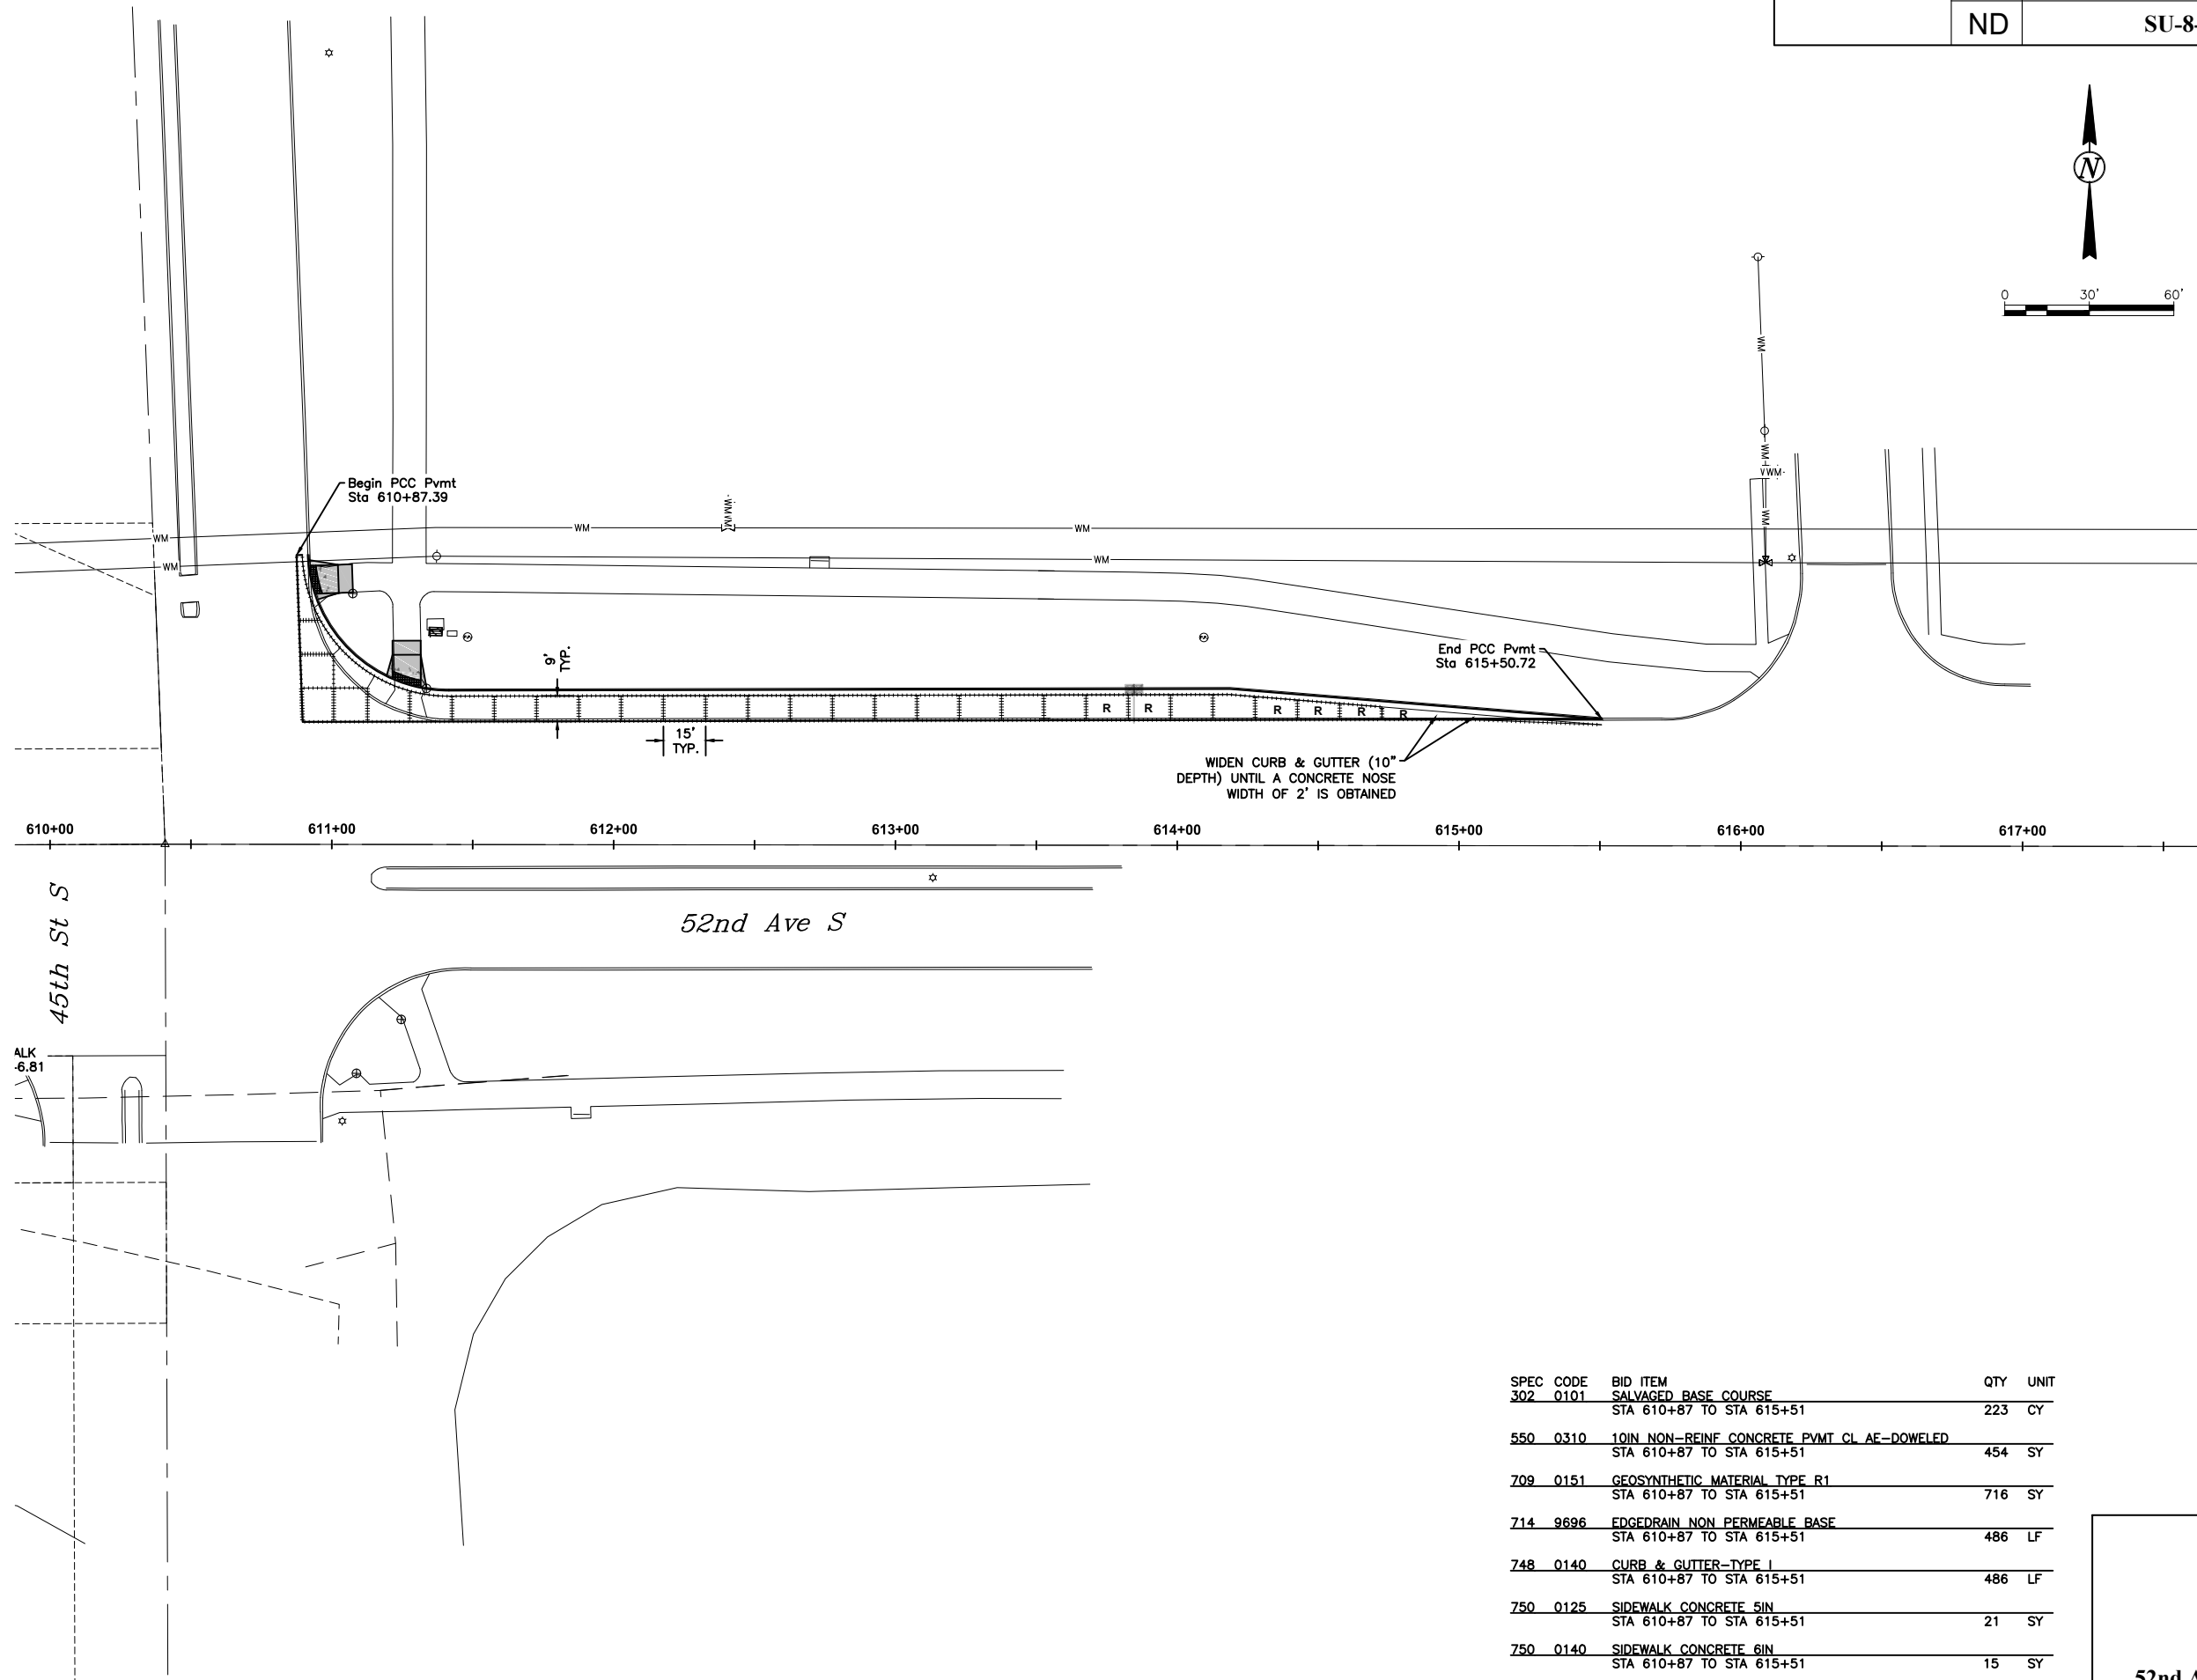 ND SU-8-
N
0 30' 60'
WM
WM
WM
WM
WM
WM
WM
WM
WM
WM
Begin PCC Pvmt
Sta 610+87.39
9'
TYP.
15'
TYP.
R R R R R R
End PCC Pvmt
Sta 615+50.72
WIDEN CURB & GUTTER (10"
DEPTH) UNTIL A CONCRETE NOSE
WIDTH OF 2' IS OBTAINED
610+00 611+00 612+00 613+00 614+00 615+00 616+00 617+00
52nd Ave S
45th St S
ALK
6.81
SPEC CODE BID ITEM QTY UNIT
302 0101 SALVAGED BASE COURSE
STA 610+87 TO STA 615+51 223 CY
550 0310 10IN NON-REINF CONCRETE PVMT CL AE-DOWELED
STA 610+87 TO STA 615+51 454 SY
709 0151 GEOSYNTHETIC MATERIAL TYPE R1
STA 610+87 TO STA 615+51 716 SY
714 9696 EDGEDRAIN NON PERMEABLE BASE
STA 610+87 TO STA 615+51 486 LF
748 0140 CURB & GUTTER-TYPE I
STA 610+87 TO STA 615+51 486 LF
750 0125 SIDEWALK CONCRETE 5IN
STA 610+87 TO STA 615+51 21 SY
750 0140 SIDEWALK CONCRETE 6IN
STA 610+87 TO STA 615+51 15 SY
52nd A